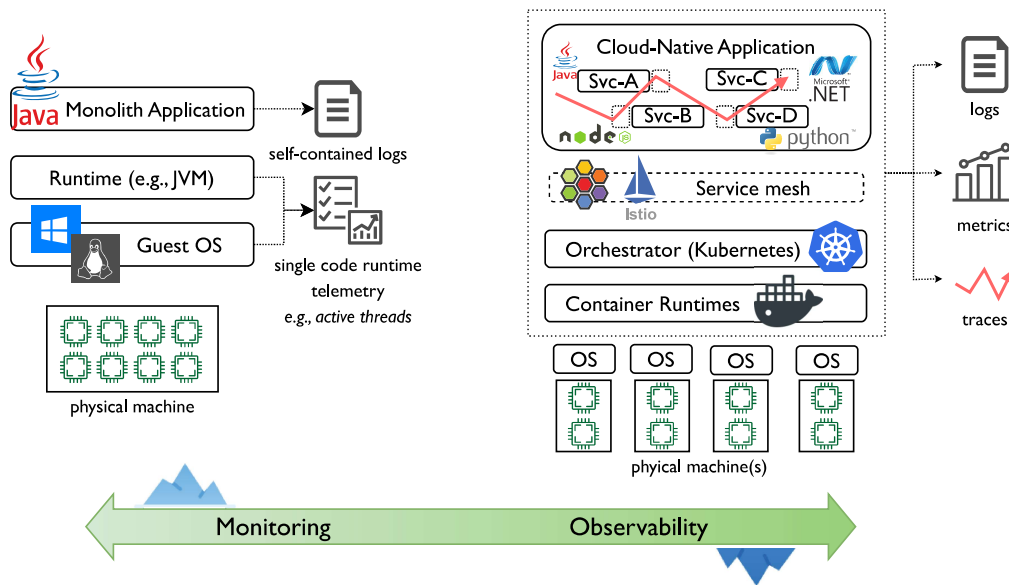 Java
Monolith Application
self-contained logs
Runtime (e.g., JVM)
Guest OS
single code runtime
telemetry
e.g., active threads
physical machine
Cloud-Native Application
Java
Svc-A
Svc-C
Microsoft®
.NET
Svc-B
Svc-D
node JS
python™
Service mesh
Istio
Orchestrator (Kubernetes)
Container Runtimes
OS
OS
OS
OS
phyical machine(s)
logs
metrics
traces
Monitoring
Observability